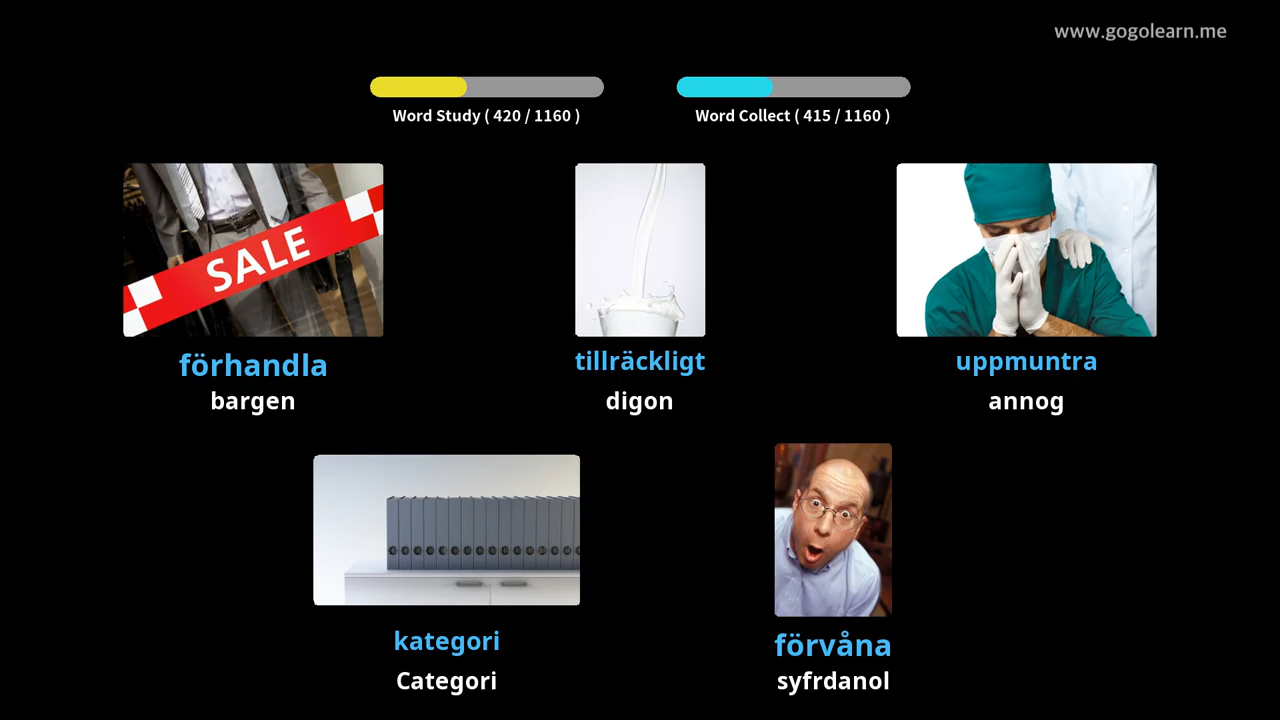 www.gogolearn.me
Word Study ( 420 / 1160 )
Word Collect ( 415 / 1160 )
SALE
förhandla
bargen
tillräckligt
digon
uppmuntra
annog
kategori
Categori
förvåna
syfrdanol